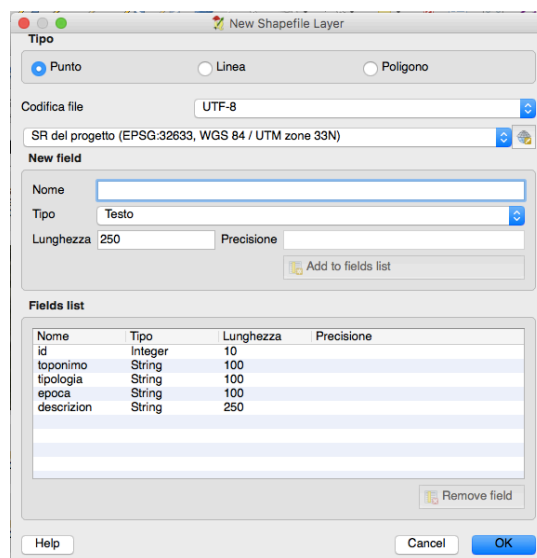 New Shapefile Layer
Tipo
Punto Linea Poligono
Codifica file UTF-8
SR del progetto (EPSG:32633, WGS 84 / UTM zone 33N)
New field
Nome
Tipo Testo
Lunghezza 250 Precisione
Add to fields list
Fields list
Nome Tipo Lunghezza Precisione
id Integer 10
toponimo String 100
tipologia String 100
epoca String 100
descrizion String 250
Remove field
Help Cancel OK